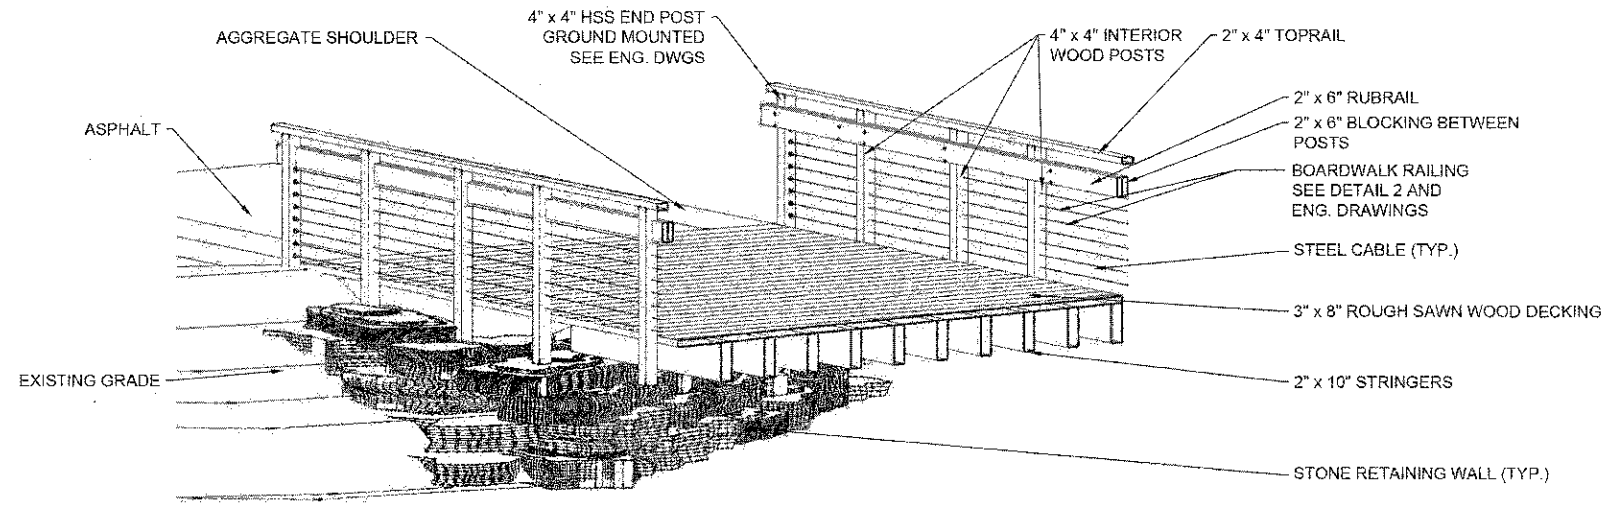 4" x 4" HSS END POST
GROUND MOUNTED
SEE ENG. DWGS
AGGREGATE SHOULDER
ASPHALT
EXISTING GRADE
4" x 4" INTERIOR
WOOD POSTS
2" x 4" TOPRAIL
2" x 6" RUBRAIL
2" x 6" BLOCKING BETWEEN
POSTS
BOARDWALK RAILING
SEE DETAIL 2 AND
ENG. DRAWINGS
STEEL CABLE (TYP.)
3" x 8" ROUGH SAWN WOOD DECKING
2" x 10" STRINGERS
STONE RETAINING WALL (TYP.)